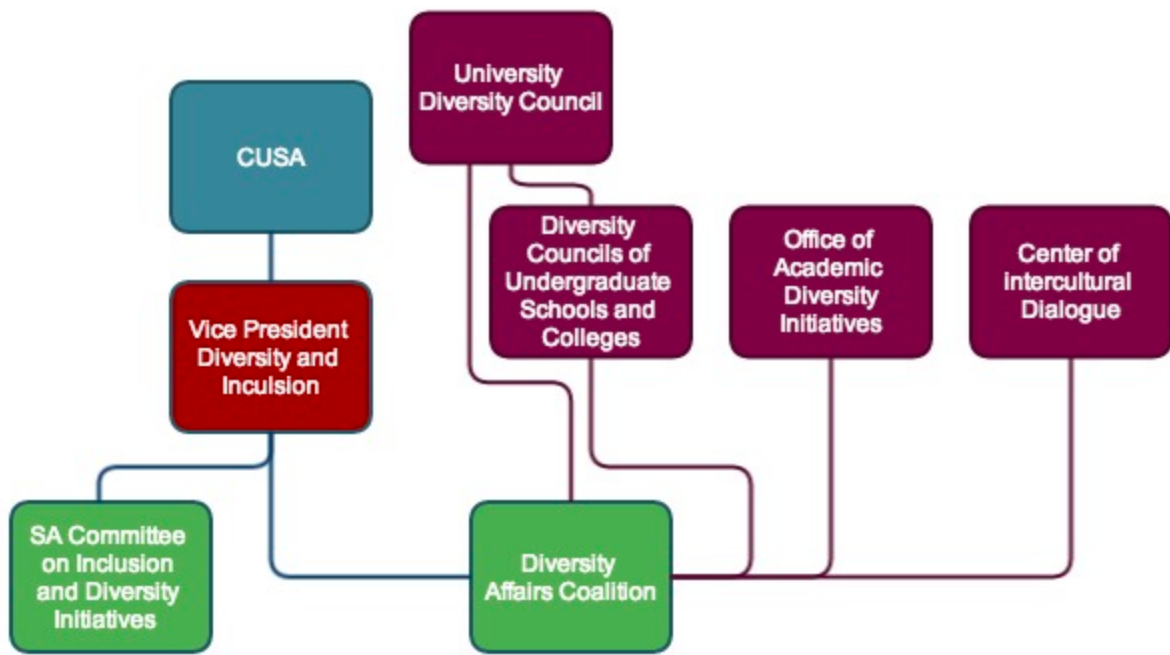 University
Diversity Council
CUSA
Diversity
Councils of
Undergraduate
Schools and
Colleges
Office of
Academic
Diversity
Initiatives
Center of
intercultural
Dialogue
Vice President
Diversity and
Inculsion
SA Committee
on Inclusion
and Diversity
Initiatives
Diversity
Affairs Coalition